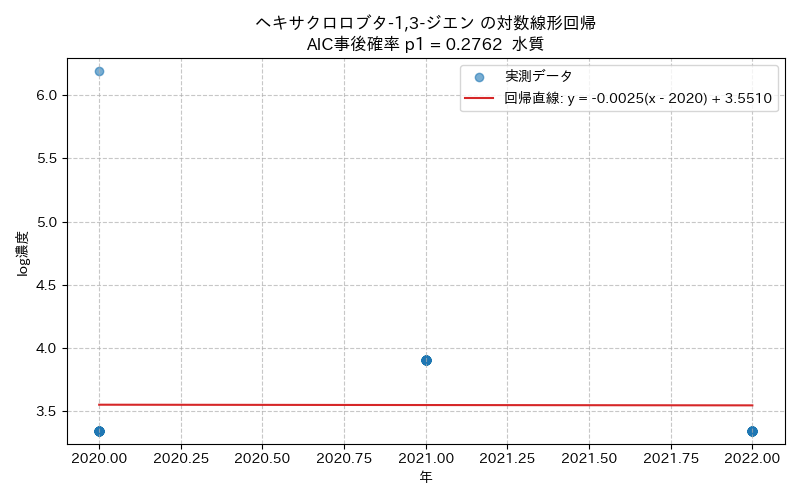 ヘキサクロロブタ-1,3-ジエン の対数線形回帰
AIC事後確率 p1 = 0.2762  水質
実測データ
回帰直線: y = -0.0025(x - 2020) + 3.5510
log濃度
6.0
5.5
5.0
4.5
4.0
3.5
2020.00 2020.25 2020.50 2020.75 2021.00 2021.25 2021.50 2021.75 2022.00
年